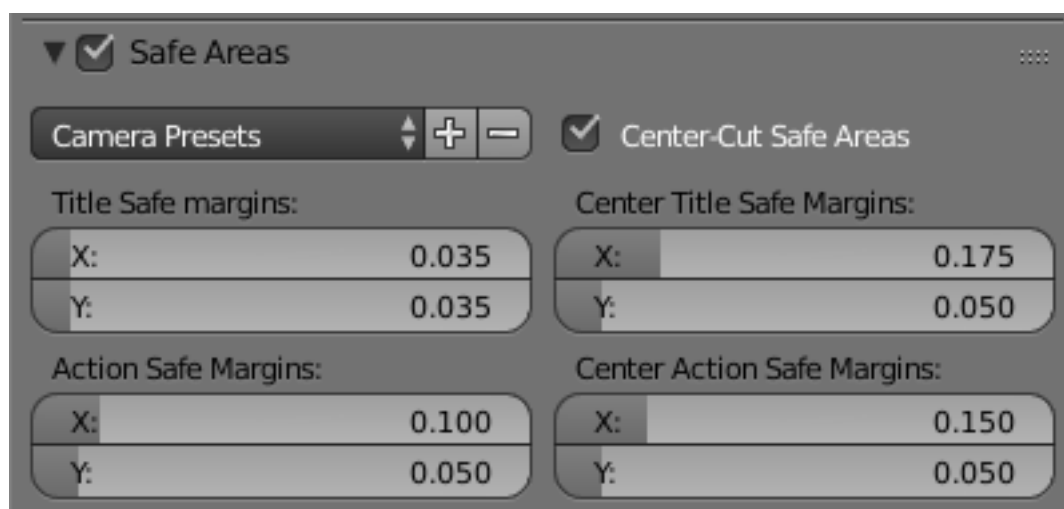 Safe Areas
Camera Presets
Center-Cut Safe Areas
Title Safe margins:
X: 0.035
Y: 0.035
Center Title Safe Margins:
X: 0.175
Y: 0.050
Action Safe Margins:
X: 0.100
Y: 0.050
Center Action Safe Margins:
X: 0.150
Y: 0.050